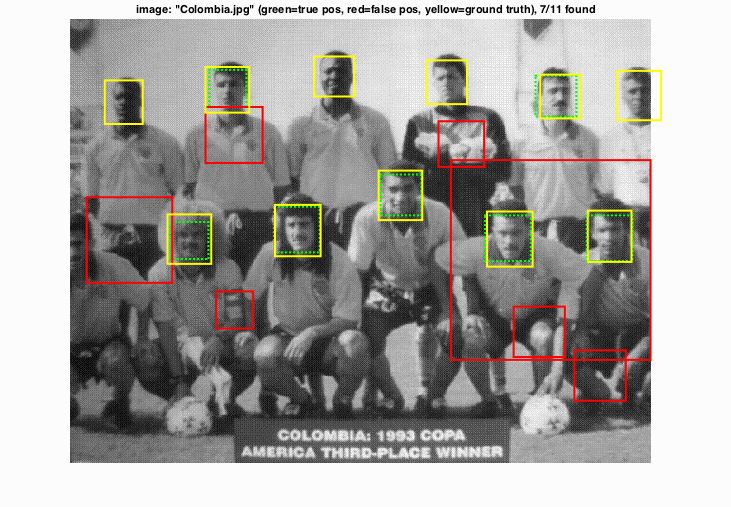 image: "Colombia.jpg" (green=true pos, red=false pos, yellow=ground truth), 7/11 found
COLOMBIA: 1993 COPA
AMERICA THIRD-PLACE WINNER